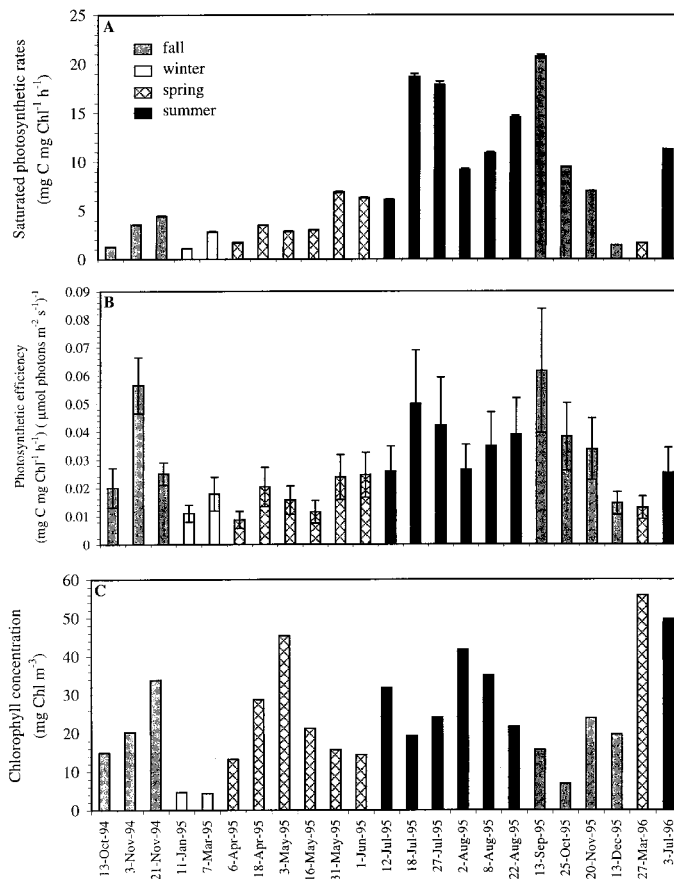 A
Saturated photosynthetic rates
(mg C mg Chl⁻¹ h⁻¹)
25
20
15
10
5
0
fall
winter
spring
summer
B
Photosynthetic efficiency
(mg C mg Chl⁻¹ h⁻¹) ( μmol photons m⁻² s⁻¹)⁻¹
0.09
0.08
0.07
0.06
0.05
0.04
0.03
0.02
0.01
0
C
Chlorophyll concentration
(mg Chl m⁻³)
60
50
40
30
20
10
0
13-Oct-94
3-Nov-94
21-Nov-94
11-Jan-95
7-Mar-95
6-Apr-95
18-Apr-95
3-May-95
16-May-95
31-May-95
1-Jun-95
12-Jul-95
18-Jul-95
27-Jul-95
2-Aug-95
8-Aug-95
22-Aug-95
13-Sep-95
25-Oct-95
20-Nov-95
13-Dec-95
27-Mar-96
3-Jul-96